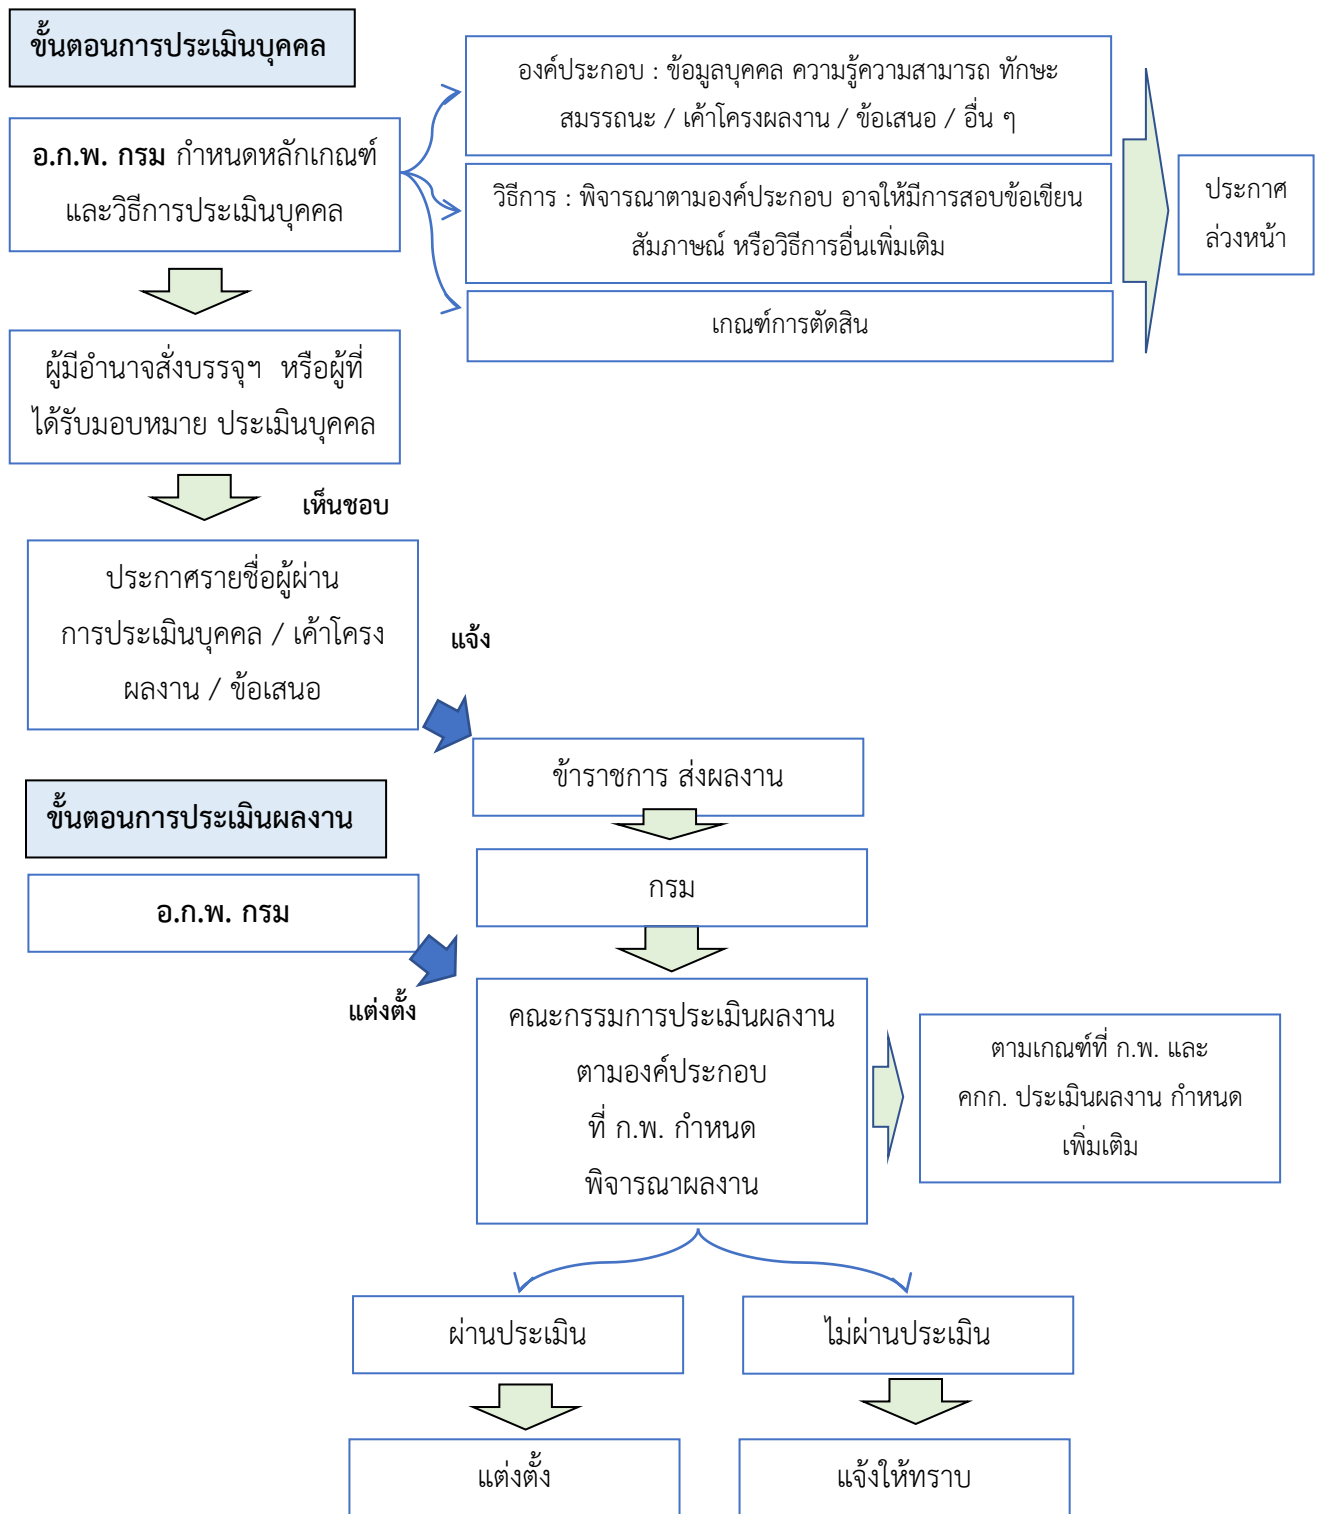 ขั้นตอนการประเมินบุคคล
อ.ก.พ. กรม กำหนดหลักเกณฑ์
และวิธีการประเมินบุคคล
องค์ประกอบ : ข้อมูลบุคคล ความรู้ความสามารถ ทักษะ
สมรรถนะ / เค้าโครงผลงาน / ข้อเสนอ / อื่น ๆ
วิธีการ : พิจารณาตามองค์ประกอบ อาจให้มีการสอบข้อเขียน
สัมภาษณ์ หรือวิธีการอื่นเพิ่มเติม
เกณฑ์การตัดสิน
ประกาศ
ล่วงหน้า
ผู้มีอำนาจสั่งบรรจุฯ หรือผู้ที่
ได้รับมอบหมาย ประเมินบุคคล
เห็นชอบ
ประกาศรายชื่อผู้ผ่าน
การประเมินบุคคล / เค้าโครง
ผลงาน / ข้อเสนอ
แจ้ง
ข้าราชการ ส่งผลงาน
ขั้นตอนการประเมินผลงาน
กรม
อ.ก.พ. กรม
แต่งตั้ง
คณะกรรมการประเมินผลงาน
ตามองค์ประกอบ
ที่ ก.พ. กำหนด
พิจารณาผลงาน
ตามเกณฑ์ที่ ก.พ. และ
คกก. ประเมินผลงาน กำหนด
เพิ่มเติม
ผ่านประเมิน
ไม่ผ่านประเมิน
แต่งตั้ง
แจ้งให้ทราบ